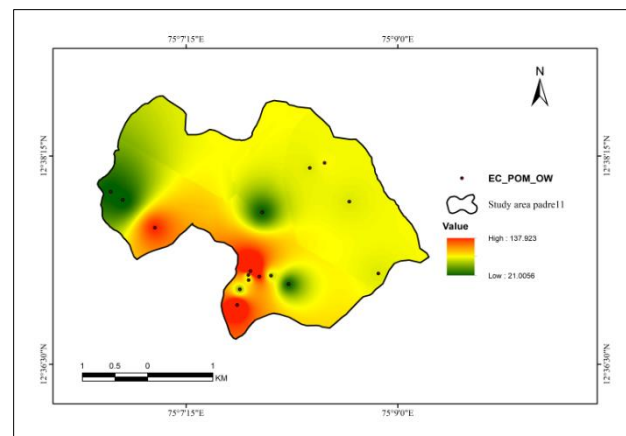 75°7'15"E
75°9'0"E
N
12°38'15"N
12°38'15"N
EC_POM_OW
Study area padre11
Value
High : 137.923
Low : 21.0056
12°36'30"N
12°36'30"N
1 0.5 0 1
KM
75°7'15"E
75°9'0"E